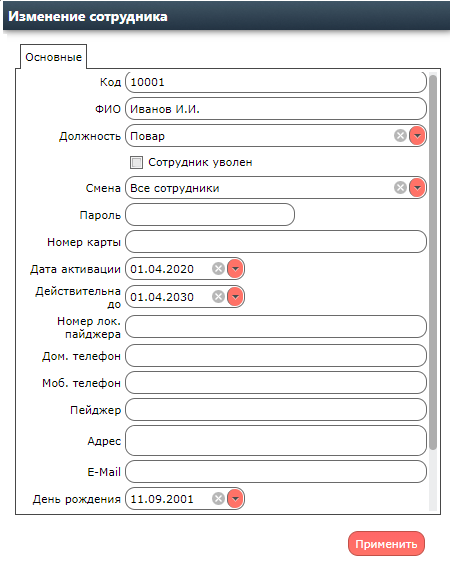 Изменение сотрудника
Основные
Код 10001
ФИО Иванов И.И.
Должность Повар
Сотрудник уволен
Смена Все сотрудники
Пароль
Номер карты
Дата активации 01.04.2020
Действительна
до 01.04.2030
Номер лок.
пайджера
Дом. телефон
Моб. телефон
Пейджер
Адрес
E-Mail
День рождения 11.09.2001
Применить